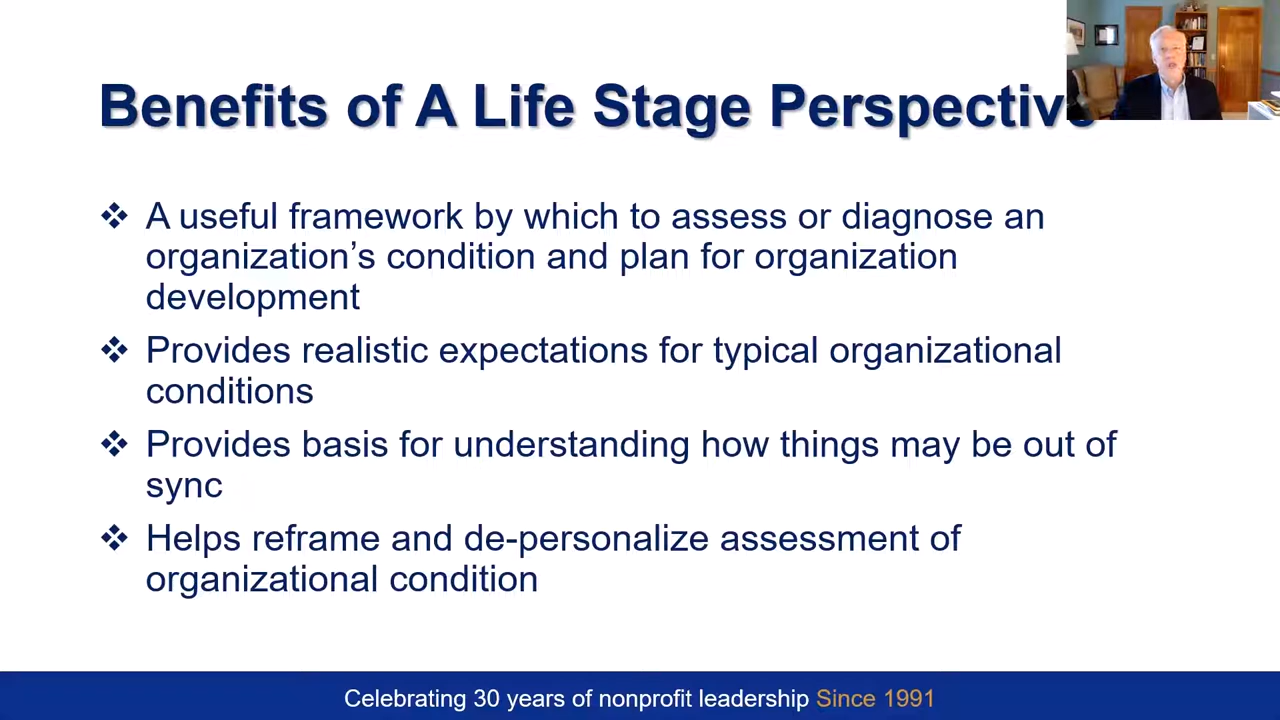 Benefits of A Life Stage Perspective
❖ A useful framework by which to assess or diagnose an
organization’s condition and plan for organization
development
❖ Provides realistic expectations for typical organizational
conditions
❖ Provides basis for understanding how things may be out of
sync
❖ Helps reframe and de-personalize assessment of
organizational condition
Celebrating 30 years of nonprofit leadership Since 1991